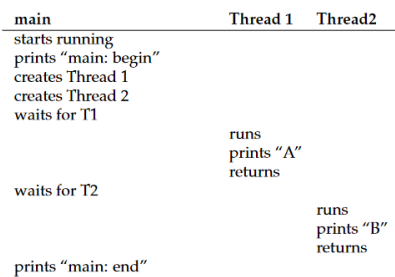 main Thread 1 Thread2
starts running
prints “main: begin”
creates Thread 1
creates Thread 2
waits for T1
runs
prints “A”
returns
waits for T2
runs
prints “B”
returns
prints “main: end”